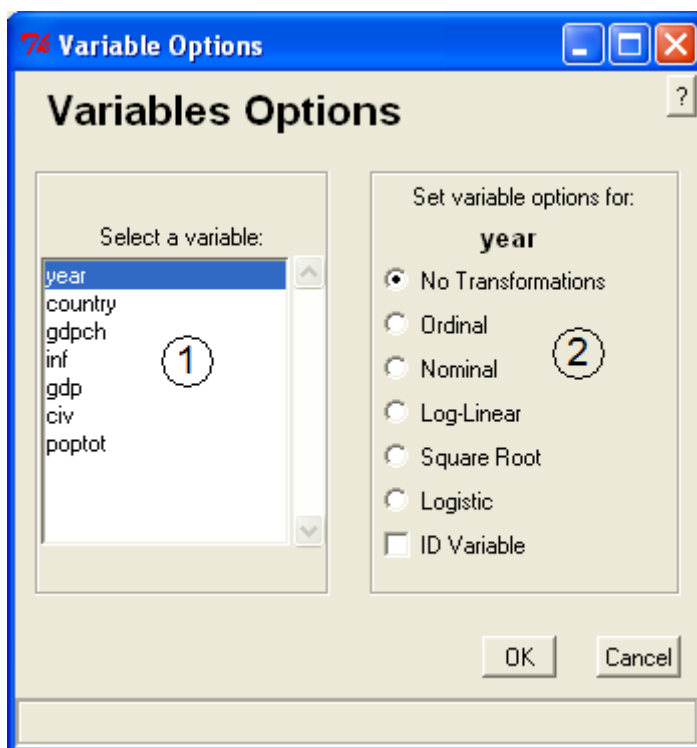 Tk Variable Options
Variables Options
?
Select a variable:
year
country
gdpch
inf
gdp
civ
poptot
1
Set variable options for:
year
No Transformations
Ordinal
Nominal
Log-Linear
Square Root
Logistic
ID Variable
2
OK
Cancel